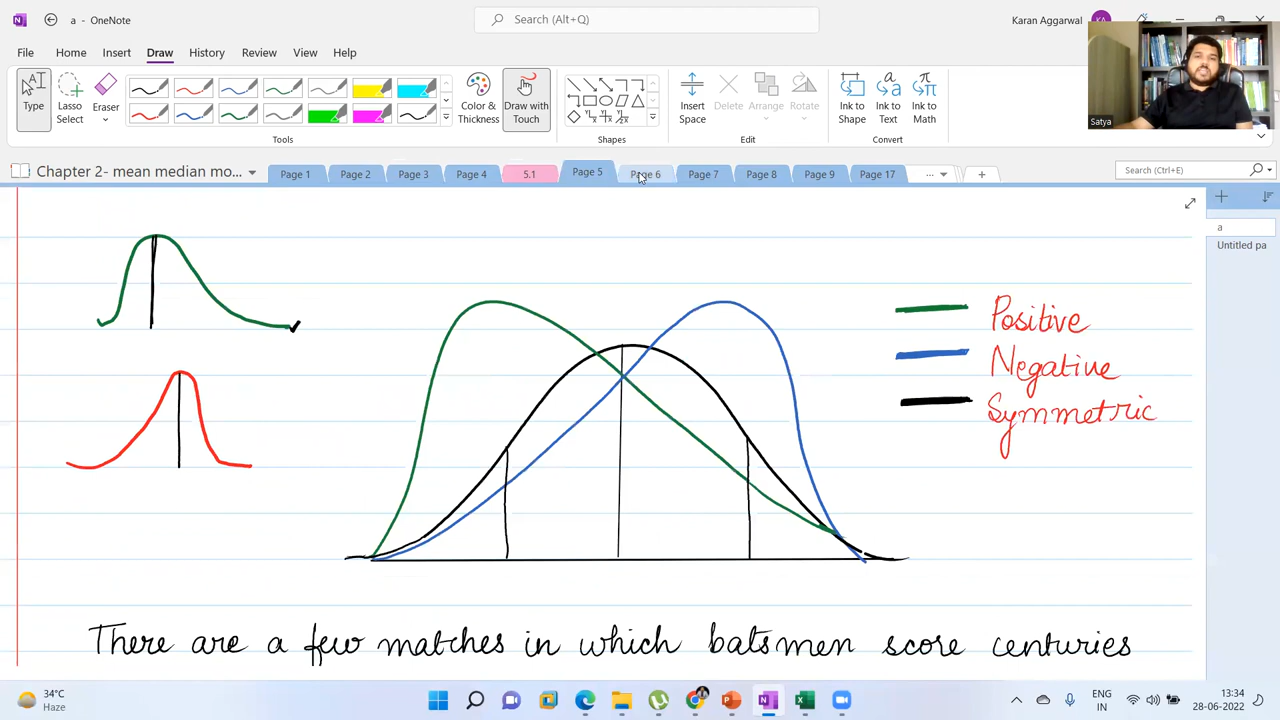 a - OneNote
Search (Alt+Q)
Karan Aggarwal
KA
File Home Insert Draw History Review View Help
Type
Lasso Select
Eraser
Color & Thickness
Draw with Touch
Insert Space
Delete
Arrange
Rotate
Ink to Shape
Ink to Text
Ink to Math
Satya
Tools
Shapes
Edit
Convert
Chapter 2- mean median mo...
Page 1
Page 2
Page 3
Page 4
5.1
Page 5
Page 6
Page 7
Page 8
Page 9
Page 17
...
Search (Ctrl+E)
a
Untitled pa
Positive
Negative
Symmetric
There are a few matches in which batsmen score centuries
34°C
Haze
ENG
IN
13:34
28-06-2022